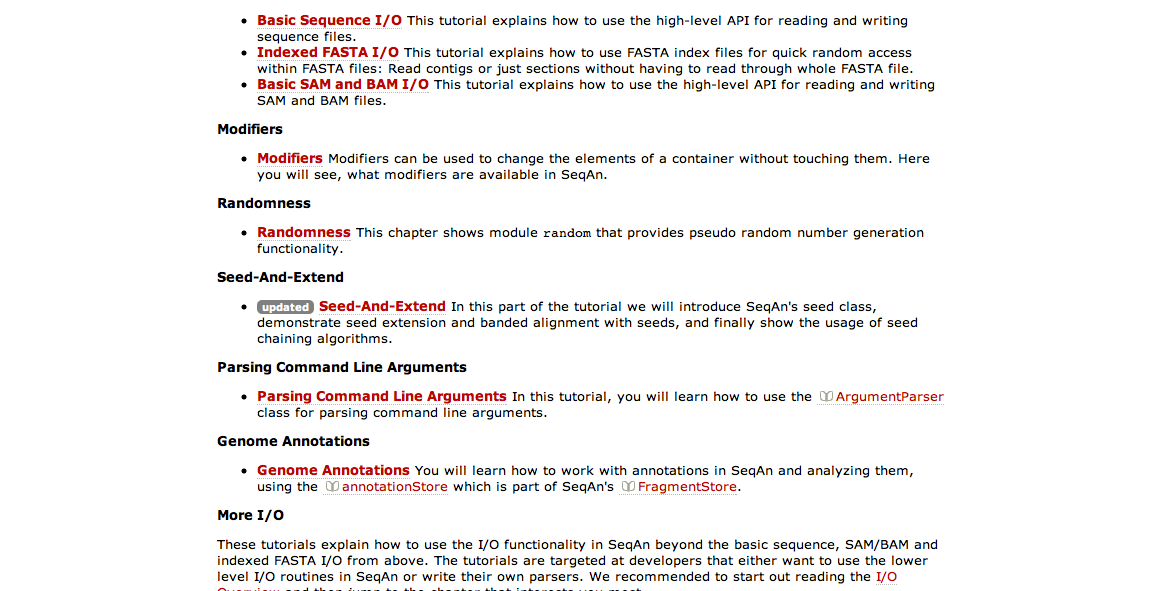 Basic Sequence I/O This tutorial explains how to use the high-level API for reading and writing
sequence files.
Indexed FASTA I/O This tutorial explains how to use FASTA index files for quick random access
within FASTA files: Read contigs or just sections without having to read through whole FASTA file.
Basic SAM and BAM I/O This tutorial explains how to use the high-level API for reading and writing
SAM and BAM files.
Modifiers
Modifiers Modifiers can be used to change the elements of a container without touching them. Here
you will see, what modifiers are available in SeqAn.
Randomness
Randomness This chapter shows module random that provides pseudo random number generation
functionality.
Seed-And-Extend
updated Seed-And-Extend In this part of the tutorial we will introduce SeqAn's seed class,
demonstrate seed extension and banded alignment with seeds, and finally show the usage of seed
chaining algorithms.
Parsing Command Line Arguments
Parsing Command Line Arguments In this tutorial, you will learn how to use the ArgumentParser
class for parsing command line arguments.
Genome Annotations
Genome Annotations You will learn how to work with annotations in SeqAn and analyzing them,
using the annotationStore which is part of SeqAn's FragmentStore.
More I/O
These tutorials explain how to use the I/O functionality in SeqAn beyond the basic sequence, SAM/BAM and
indexed FASTA I/O from above. The tutorials are targeted at developers that either want to use the lower
level I/O routines in SeqAn or write their own parsers. We recommended to start out reading the I/O
Overview and then jump to the chapter that interests you most.